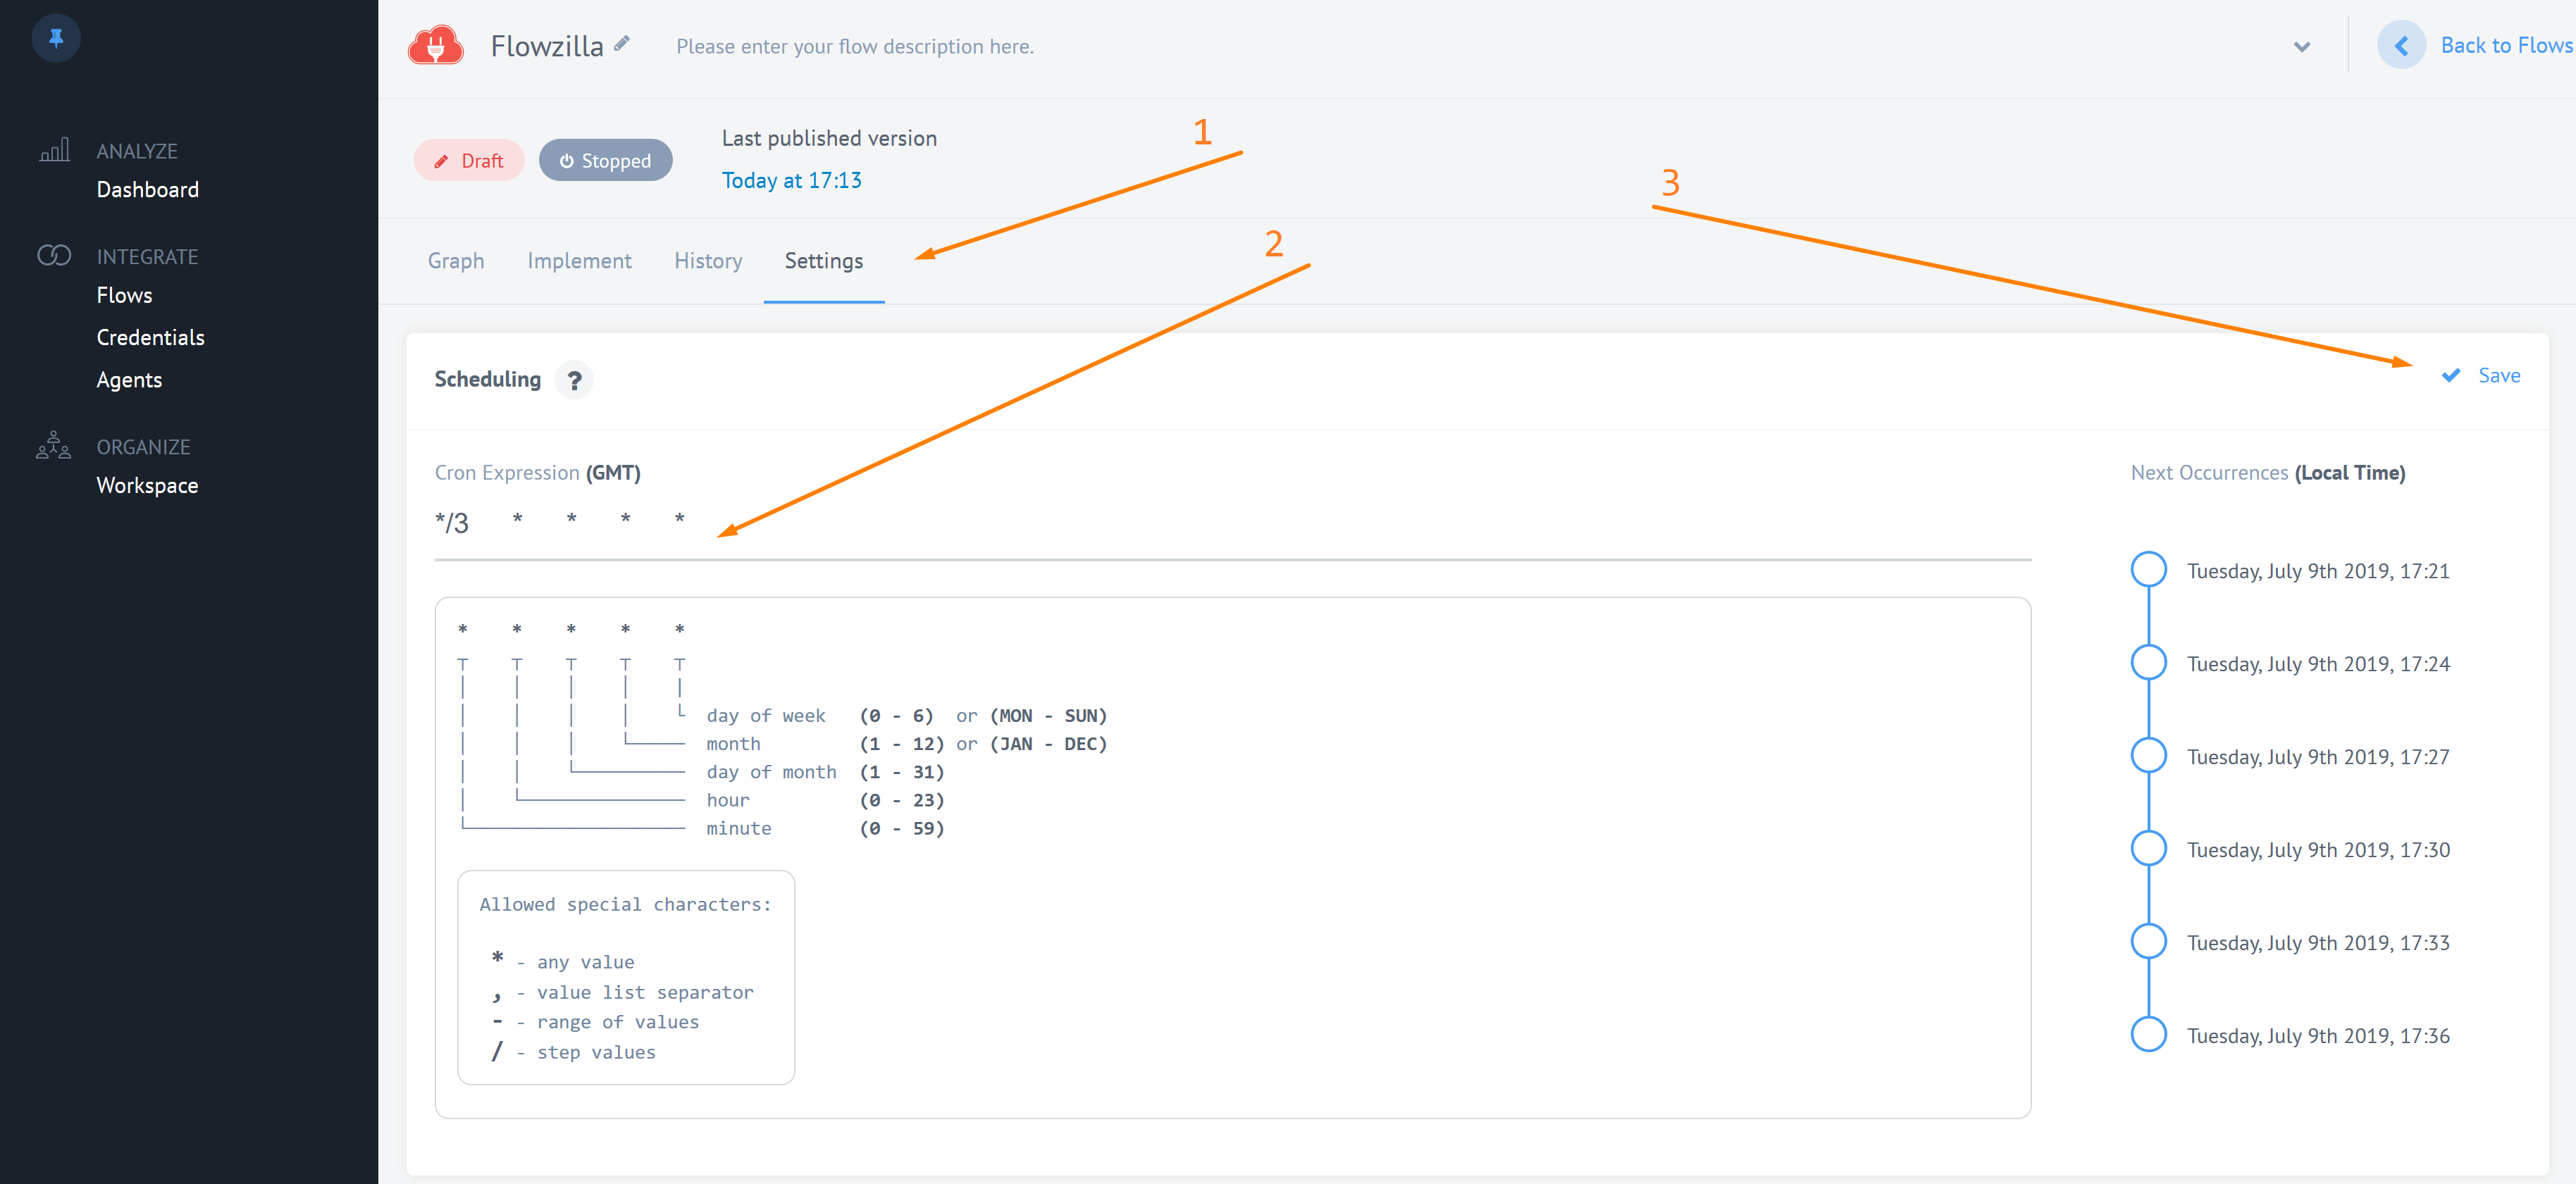 Flowzilla
Please enter your flow description here.
Back to Flows
ANALYZE
Dashboard
INTEGRATE
Flows
Credentials
Agents
ORGANIZE
Workspace
Draft
Stopped
Last published version
Today at 17:13
1
2
3
Graph Implement History Settings
Scheduling ?
Save
Cron Expression (GMT)
*/3 * * * *
* * * * *
day of week (0 - 6) or (MON - SUN)
month (1 - 12) or (JAN - DEC)
day of month (1 - 31)
hour (0 - 23)
minute (0 - 59)
Allowed special characters:
* - any value
, - value list separator
- - range of values
/ - step values
Next Occurrences (Local Time)
Tuesday, July 9th 2019, 17:21
Tuesday, July 9th 2019, 17:24
Tuesday, July 9th 2019, 17:27
Tuesday, July 9th 2019, 17:30
Tuesday, July 9th 2019, 17:33
Tuesday, July 9th 2019, 17:36